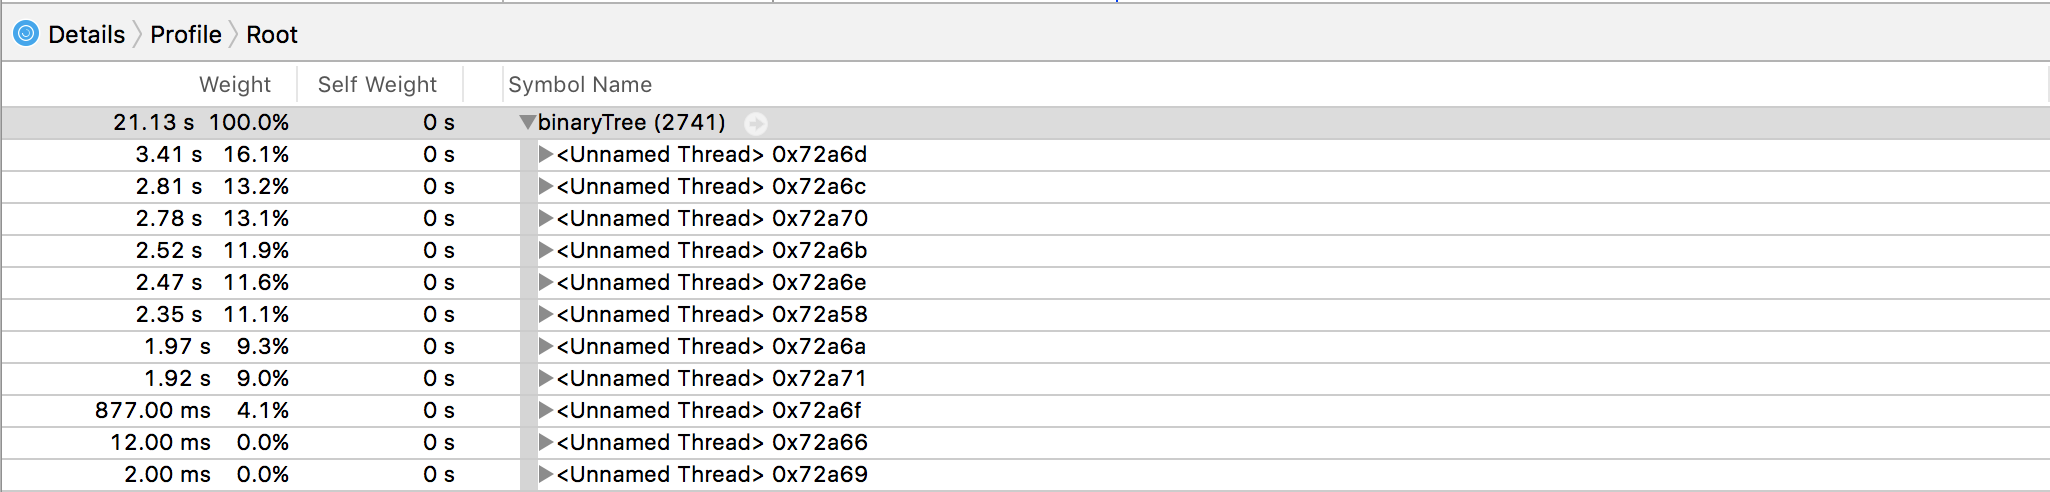 Details Profile Root
Weight Self Weight Symbol Name
21.13 s 100.0% 0 s binaryTree (2741)
3.41 s 16.1% 0 s <Unnamed Thread> 0x72a6d
2.81 s 13.2% 0 s <Unnamed Thread> 0x72a6c
2.78 s 13.1% 0 s <Unnamed Thread> 0x72a70
2.52 s 11.9% 0 s <Unnamed Thread> 0x72a6b
2.47 s 11.6% 0 s <Unnamed Thread> 0x72a6e
2.35 s 11.1% 0 s <Unnamed Thread> 0x72a58
1.97 s 9.3% 0 s <Unnamed Thread> 0x72a6a
1.92 s 9.0% 0 s <Unnamed Thread> 0x72a71
877.00 ms 4.1% 0 s <Unnamed Thread> 0x72a6f
12.00 ms 0.0% 0 s <Unnamed Thread> 0x72a66
2.00 ms 0.0% 0 s <Unnamed Thread> 0x72a69